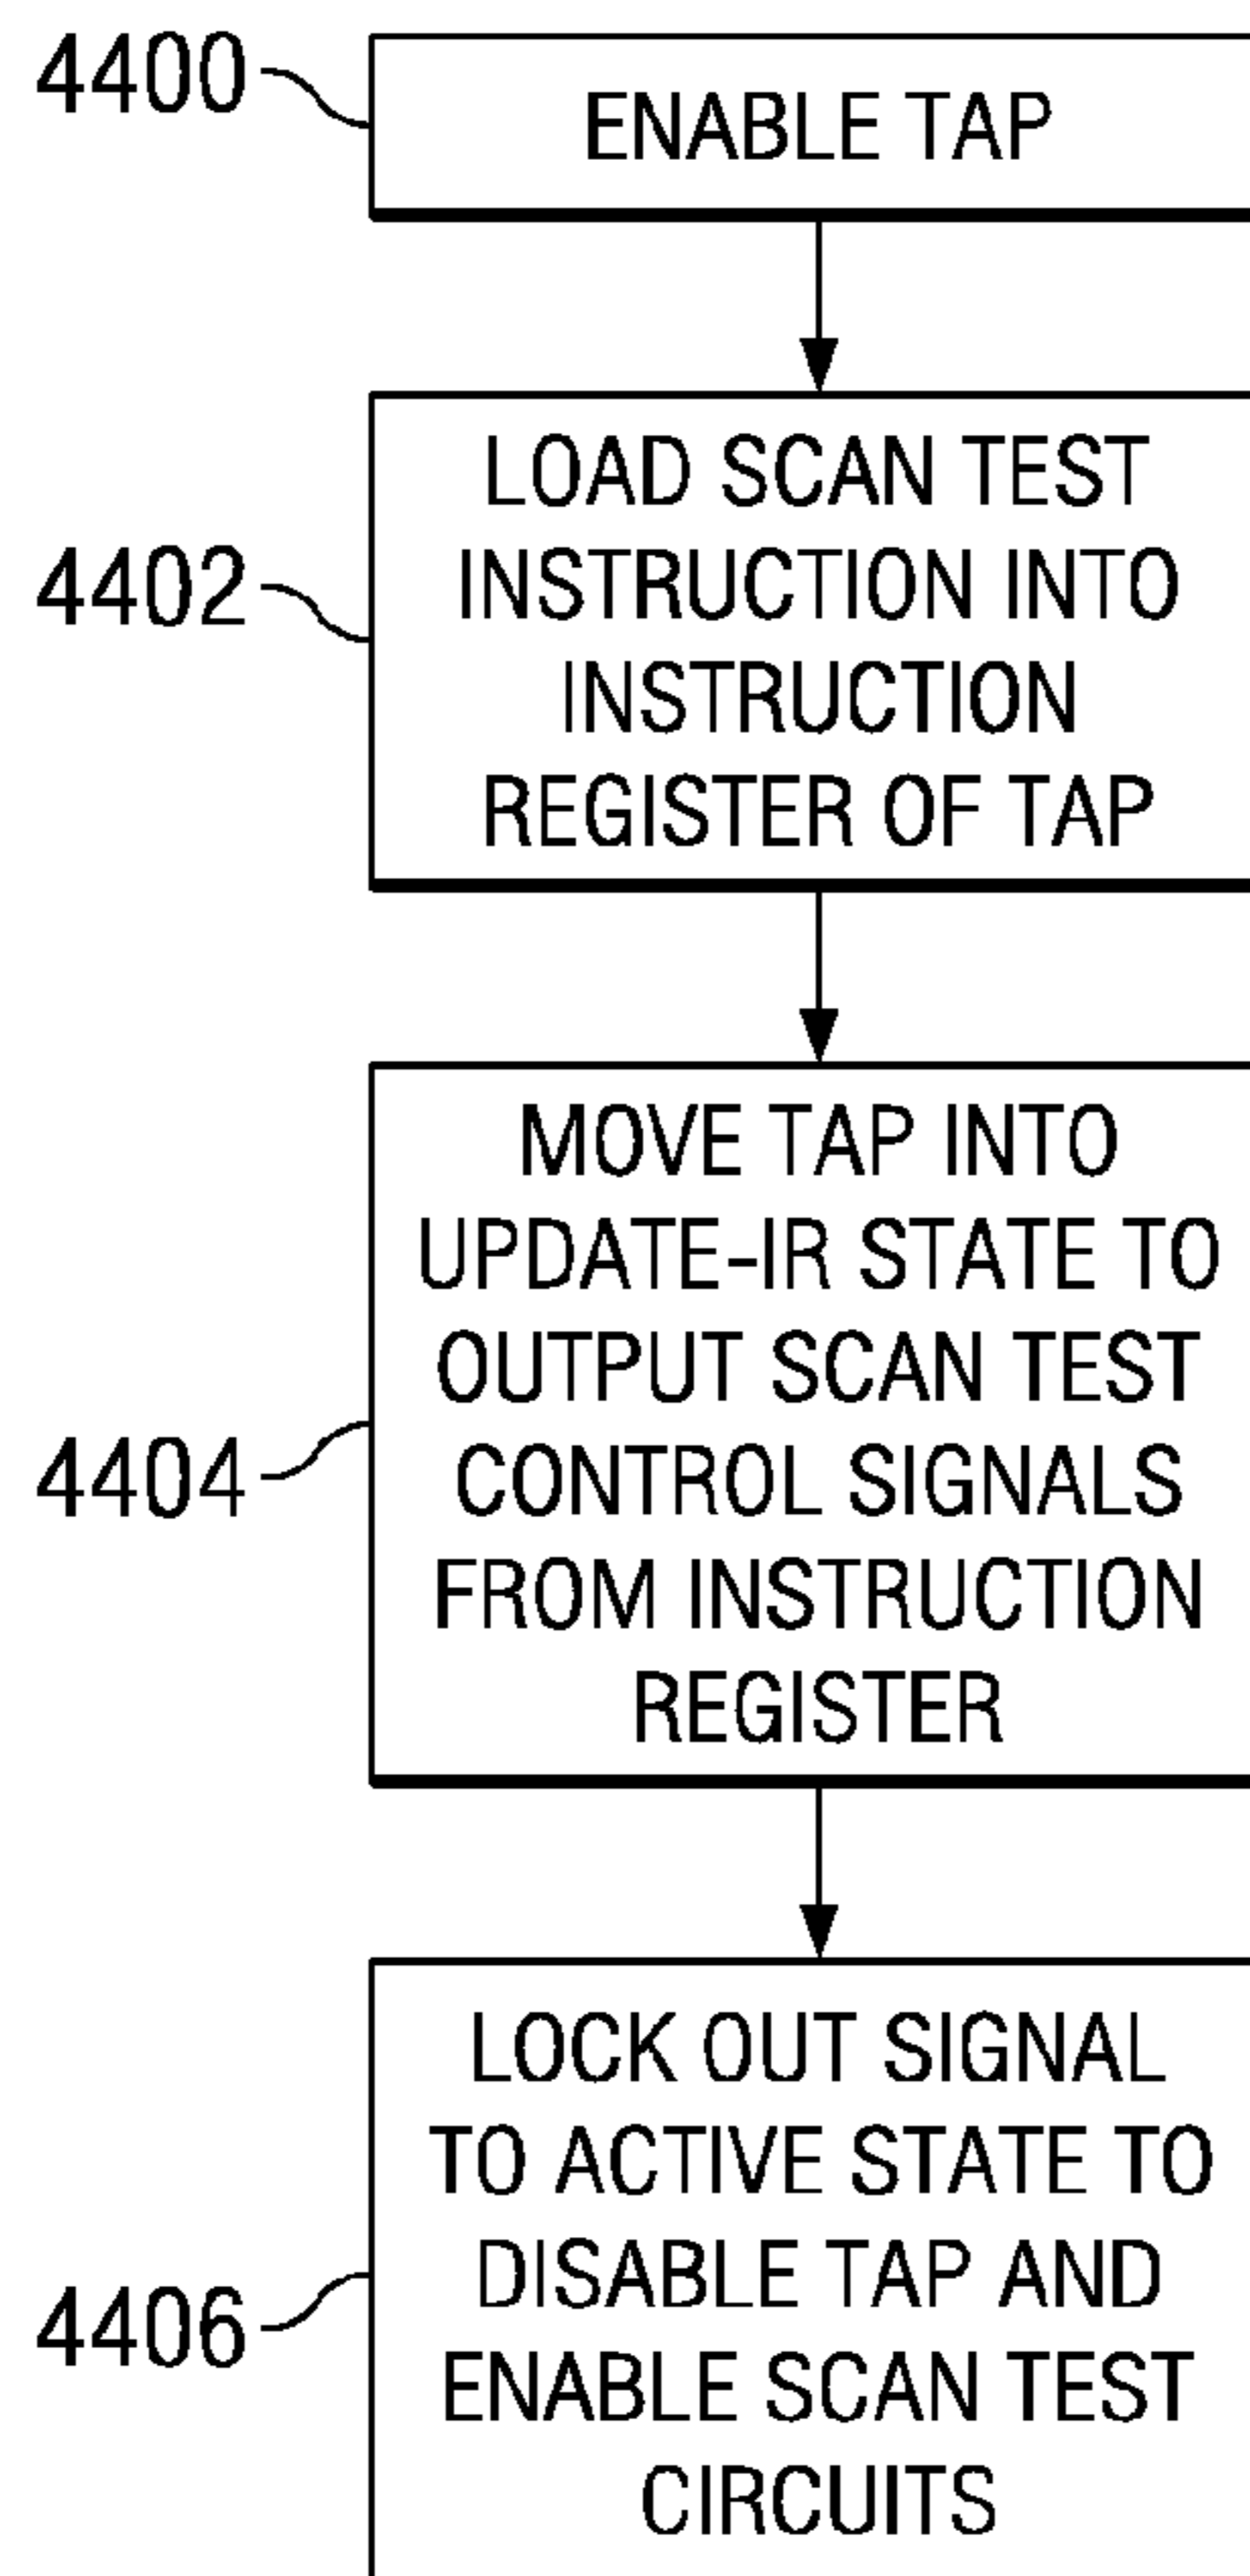 4400
ENABLE TAP
LOAD SCAN TEST
INSTRUCTION INTO
INSTRUCTION
REGISTER OF TAP
4402
MOVE TAP INTO
UPDATE-IR STATE TO
OUTPUT SCAN TEST
CONTROL SIGNALS
FROM INSTRUCTION
REGISTER
4404
LOCK OUT SIGNAL
TO ACTIVE STATE TO
DISABLE TAP AND
ENABLE SCAN TEST
CIRCUITS
4406